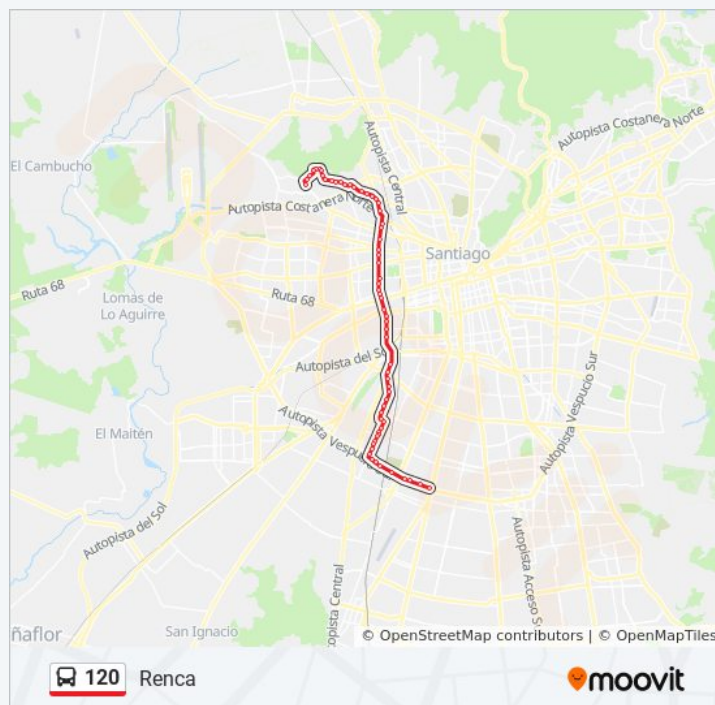 Autopista Costanera Norte
El Cambucho
Autopista Central
Autopista Costanera Norte
Santiago
Ruta 68
Lomas de
Lo Aguirre
Ruta 68
Autopista del Sol
Autopista Vespucio Sur
El Maitén
Autopista Vespucio
Autopista del Sol
Autopista Acceso S
topista Central
San Ignacio
ñaflor
© OpenStreetMap contributors | © OpenMapTiles
120 Renca
moovit